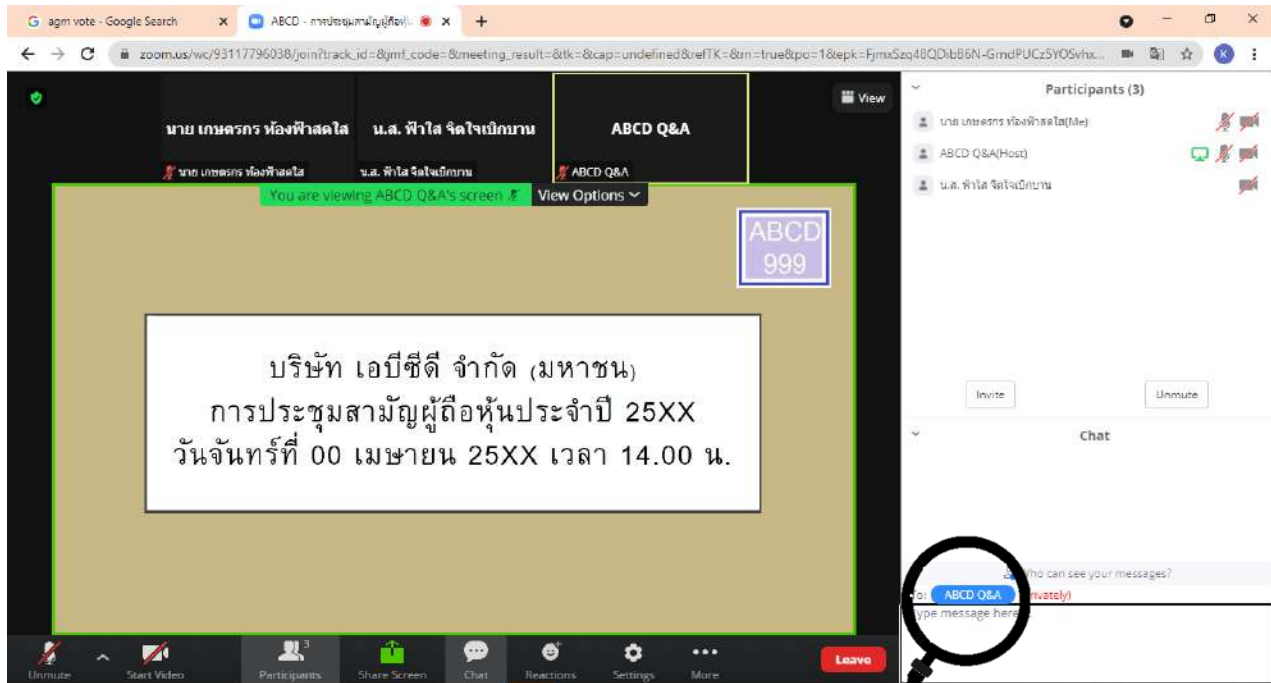 agm vote - Google Search
ABCD - การประชุมสามัญผู้ถือหุ้น
zoom.us/wc/93117796038/join?track_id=&jmf_code=&meeting_result=&tk=&cap=undefined&refTK=&rn=true&tpo=1&epk=
K
View
นาย เกษตรกร ท้องฟ้าสดใส
น.ส. ฟ้าใส จิตใจเบิกบาน
ABCD Q&A
นาย เกษตรกร ท้องฟ้าสดใส
น.ส. ฟ้าใส จิตใจเบิกบาน
ABCD Q&A
You are viewing ABCD Q&A's screen
View Options
ABCD
999
บริษัท เอบีซีดี จำกัด (มหาชน)
การประชุมสามัญผู้ถือหุ้นประจำปี 25XX
วันจันทร์ที่ 00 เมษายน 25XX เวลา 14.00 น.
Unmute
Start Video
3
Participants
Share Screen
Chat
Reactions
Settings
More
Leave
Participants (3)
นาย เกษตรกร ท้องฟ้าสดใส(Me)
ABCD Q&A(Host)
น.ส. ฟ้าใส จิตใจเบิกบาน
Invite
Unmute
Chat
Who can see your messages?
To: ABCD Q&A
Type message here